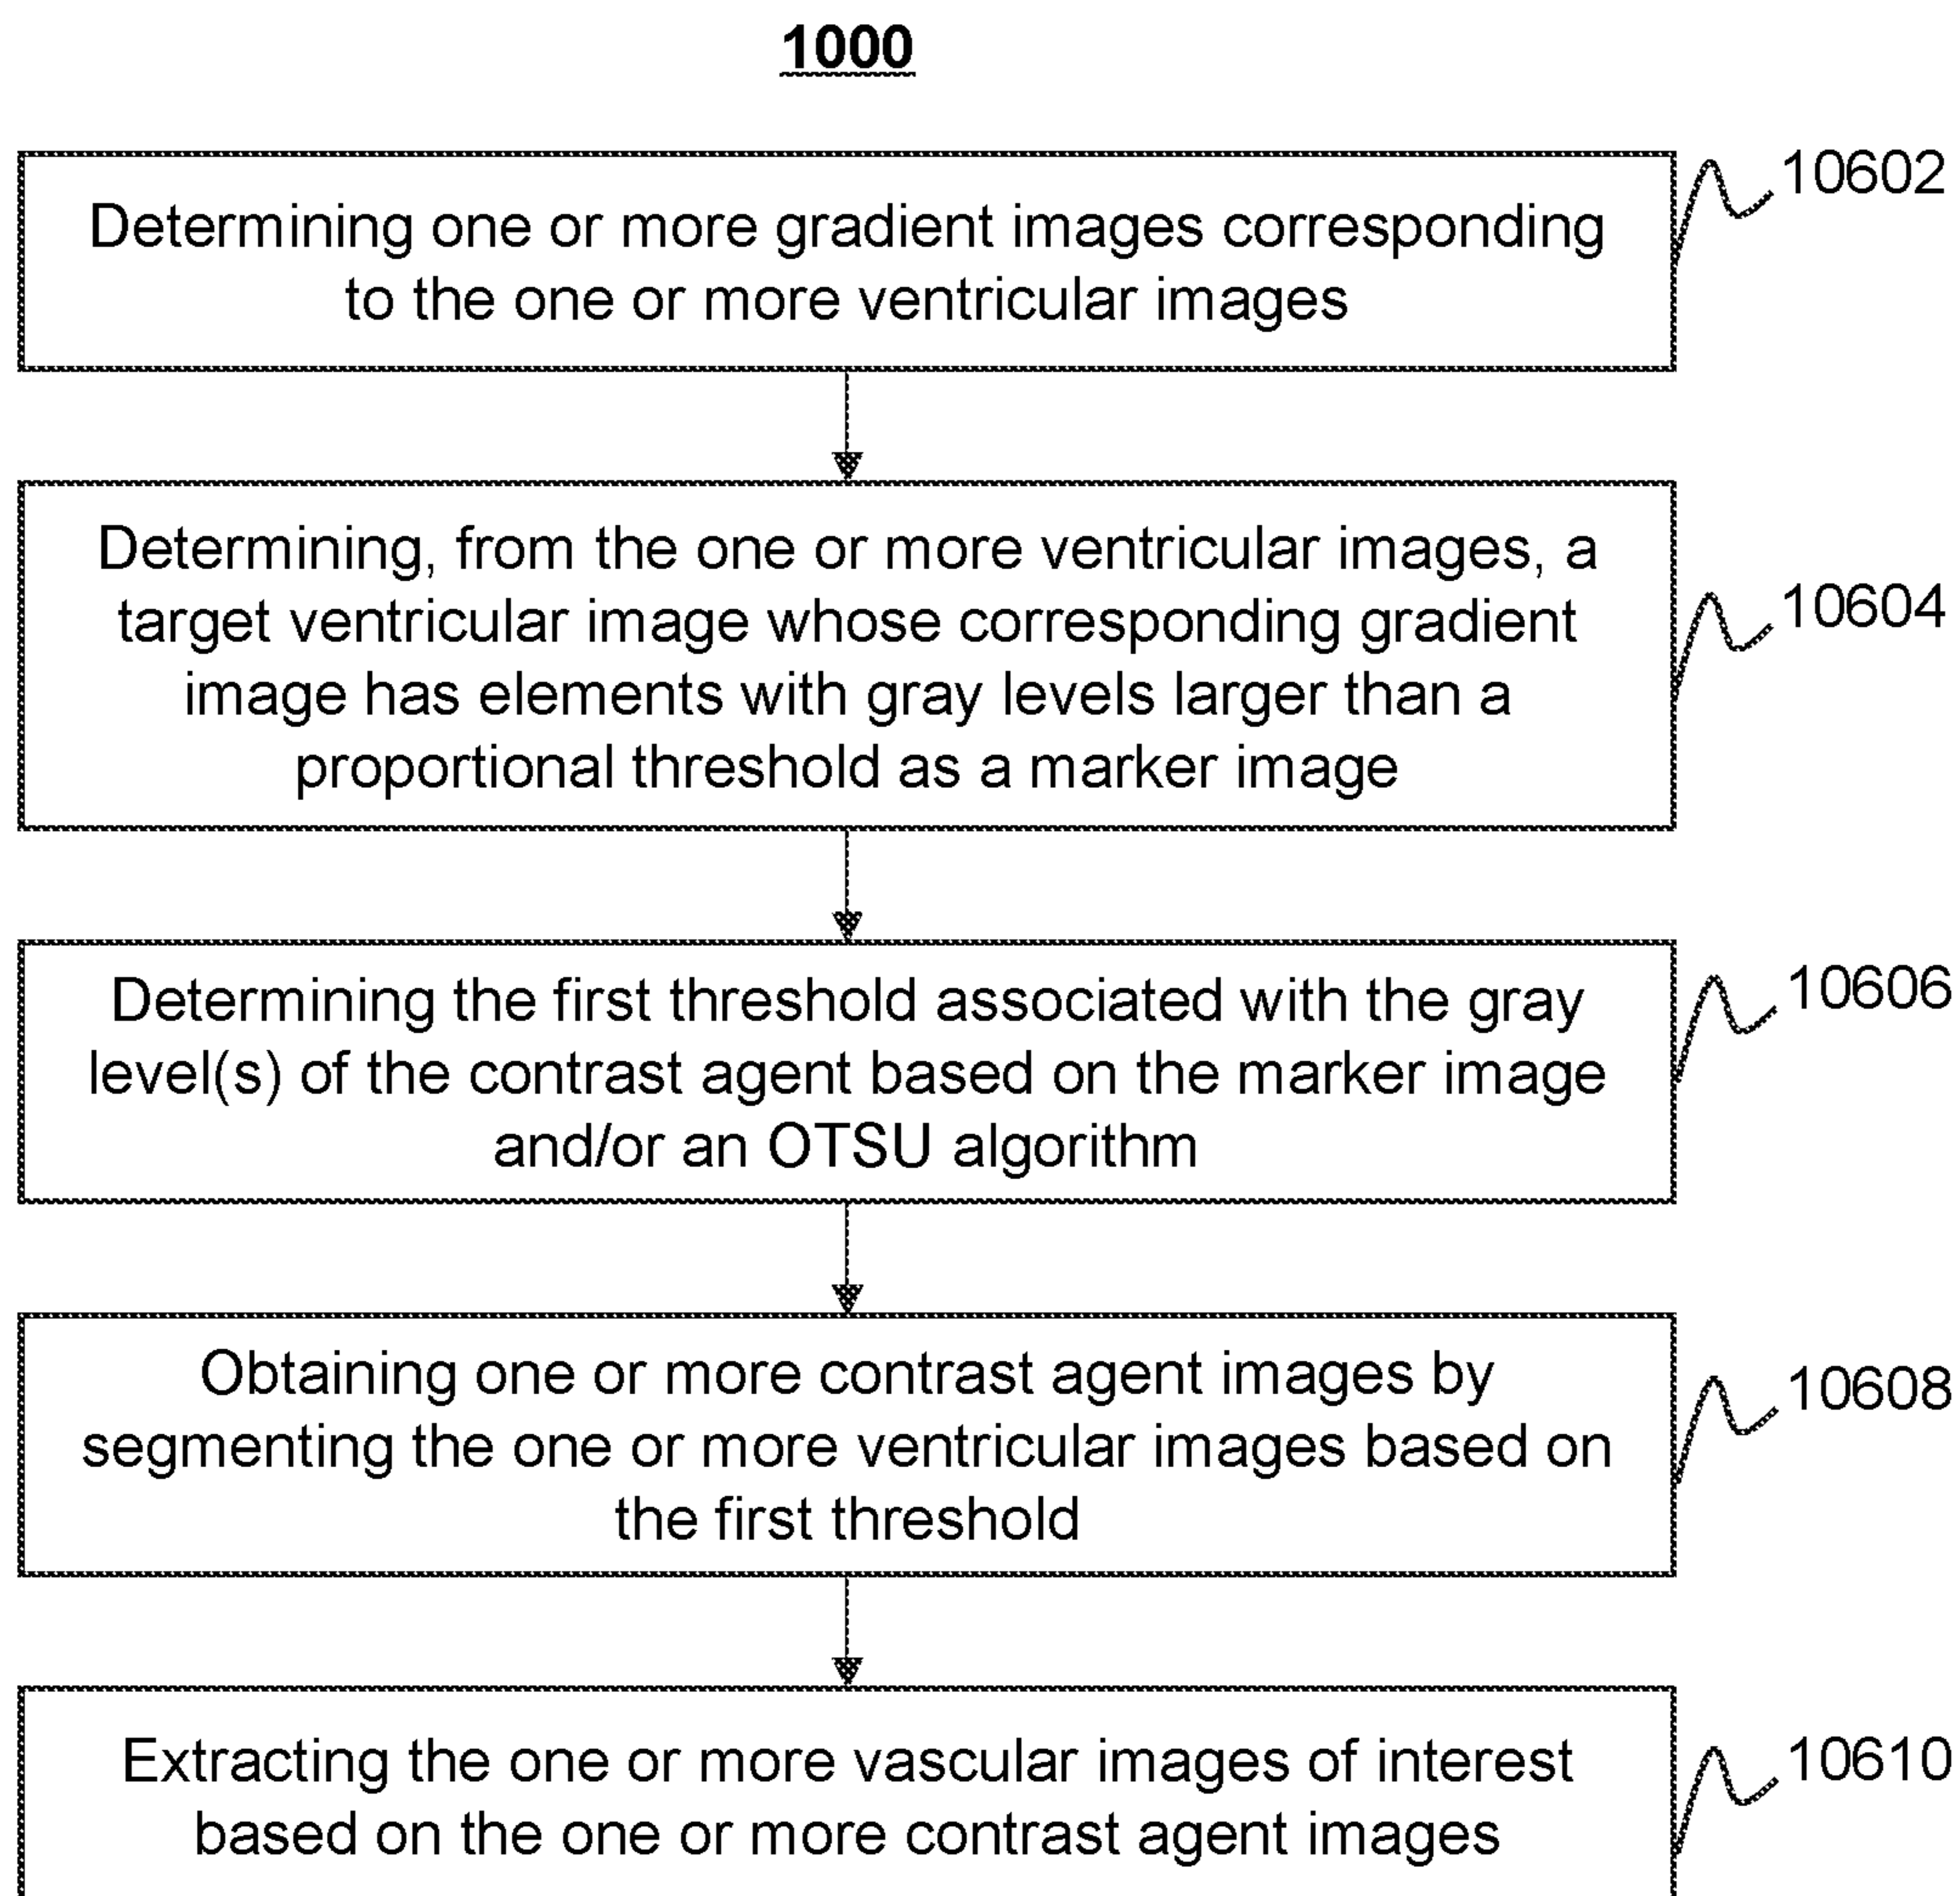 1000
Determining one or more gradient images corresponding
to the one or more ventricular images
10602
Determining, from the one or more ventricular images, a
target ventricular image whose corresponding gradient
image has elements with gray levels larger than a
proportional threshold as a marker image
10604
Determining the first threshold associated with the gray
level(s) of the contrast agent based on the marker image
and/or an OTSU algorithm
10606
Obtaining one or more contrast agent images by
segmenting the one or more ventricular images based on
the first threshold
10608
Extracting the one or more vascular images of interest
based on the one or more contrast agent images
10610